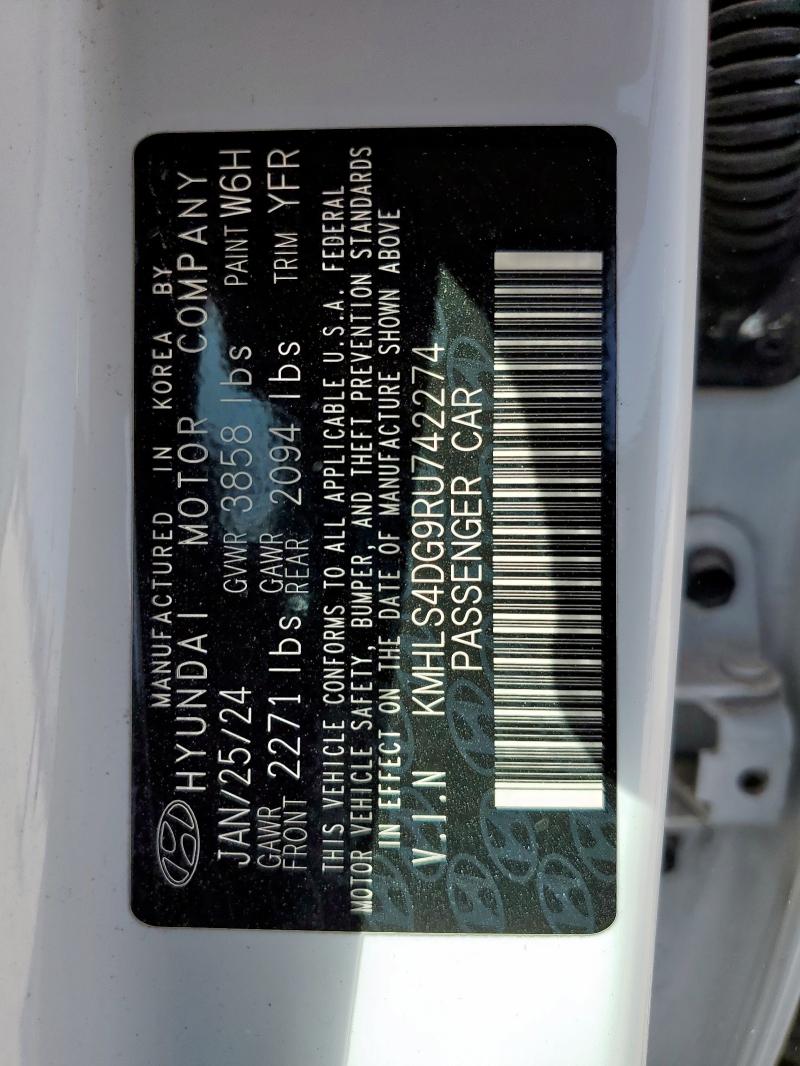 MANUFACTURED IN KOREA BY
HYUNDAI MOTOR COMPANY
JAN/25/24 GVWR 3858 lbs PAINT W6H
GAWR FRONT 2271 lbs GAWR REAR 2094 lbs TRIM YFR
THIS VEHICLE CONFORMS TO ALL APPLICABLE U.S.A. FEDERAL
MOTOR VEHICLE SAFETY, BUMPER, AND THEFT PREVENTION STANDARDS
IN EFFECT ON THE DATE OF MANUFACTURE SHOWN ABOVE
V.I.N KMHLS4DG9RU742274
PASSENGER CAR